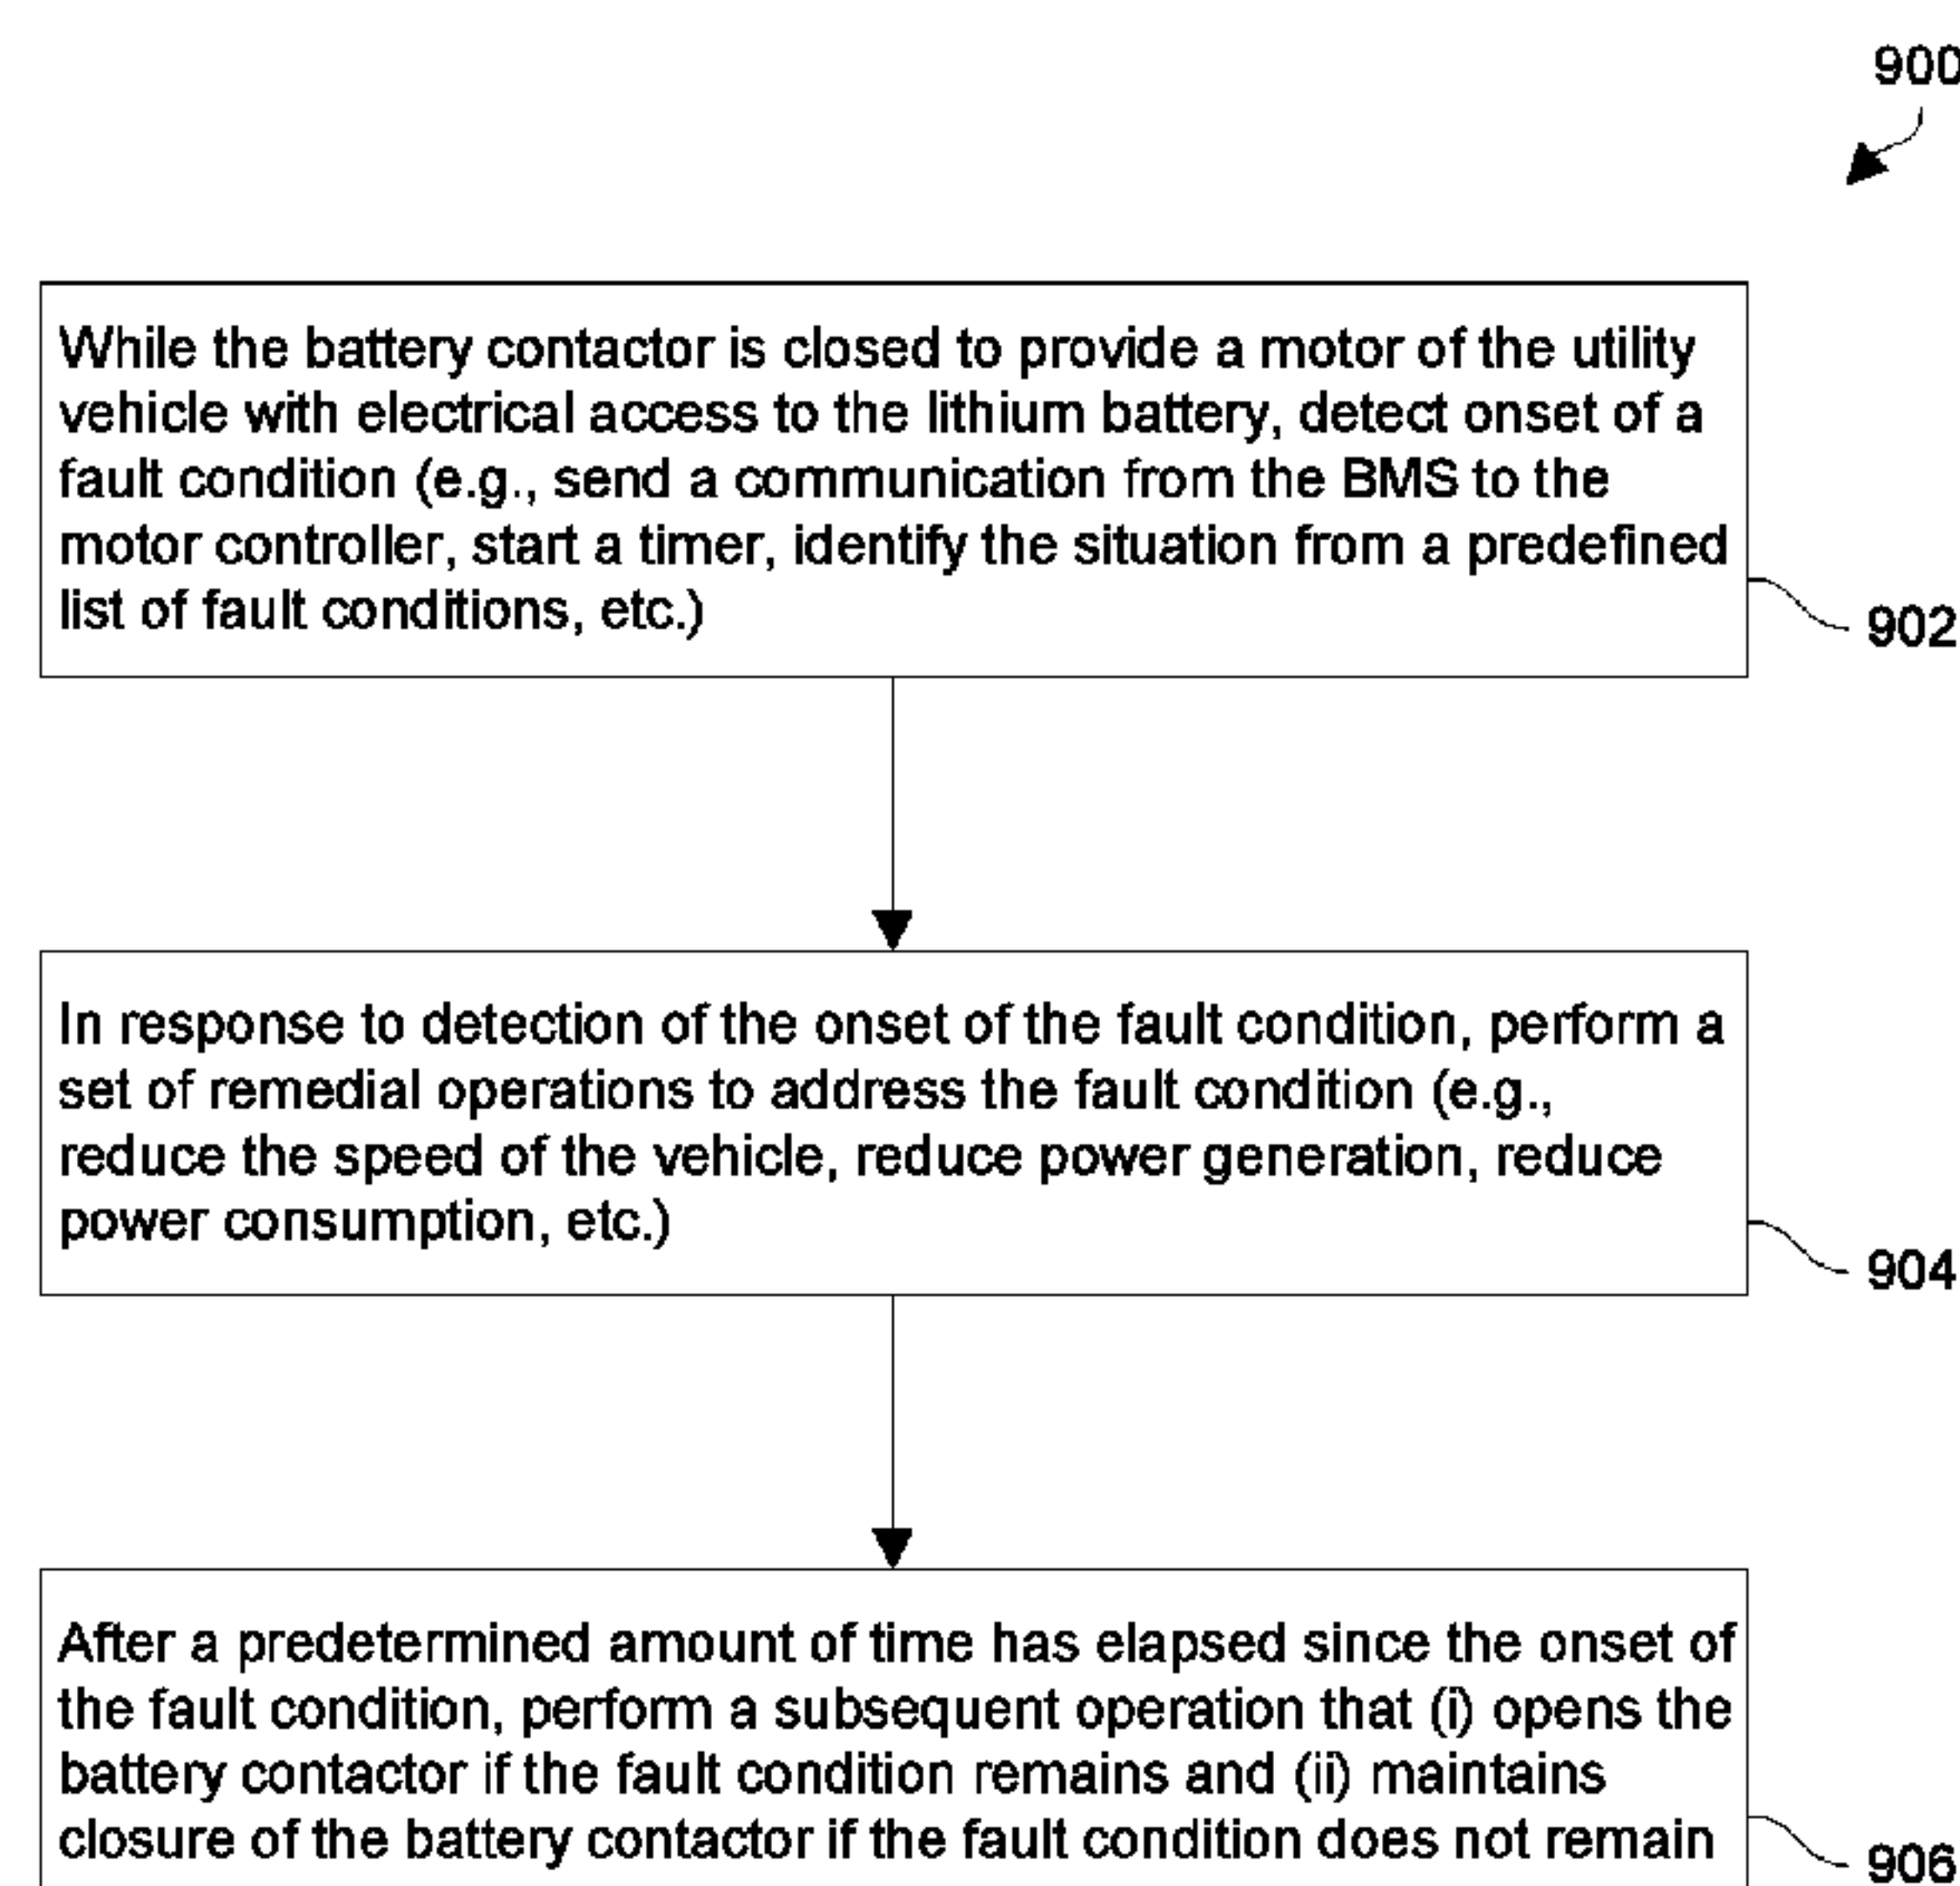 900
While the battery contactor is closed to provide a motor of the utility
vehicle with electrical access to the lithium battery, detect onset of a
fault condition (e.g., send a communication from the BMS to the
motor controller, start a timer, identify the situation from a predefined
list of fault conditions, etc.)
902
In response to detection of the onset of the fault condition, perform a
set of remedial operations to address the fault condition (e.g.,
reduce the speed of the vehicle, reduce power generation, reduce
power consumption, etc.)
904
After a predetermined amount of time has elapsed since the onset of
the fault condition, perform a subsequent operation that (i) opens the
battery contactor if the fault condition remains and (ii) maintains
closure of the battery contactor if the fault condition does not remain
906